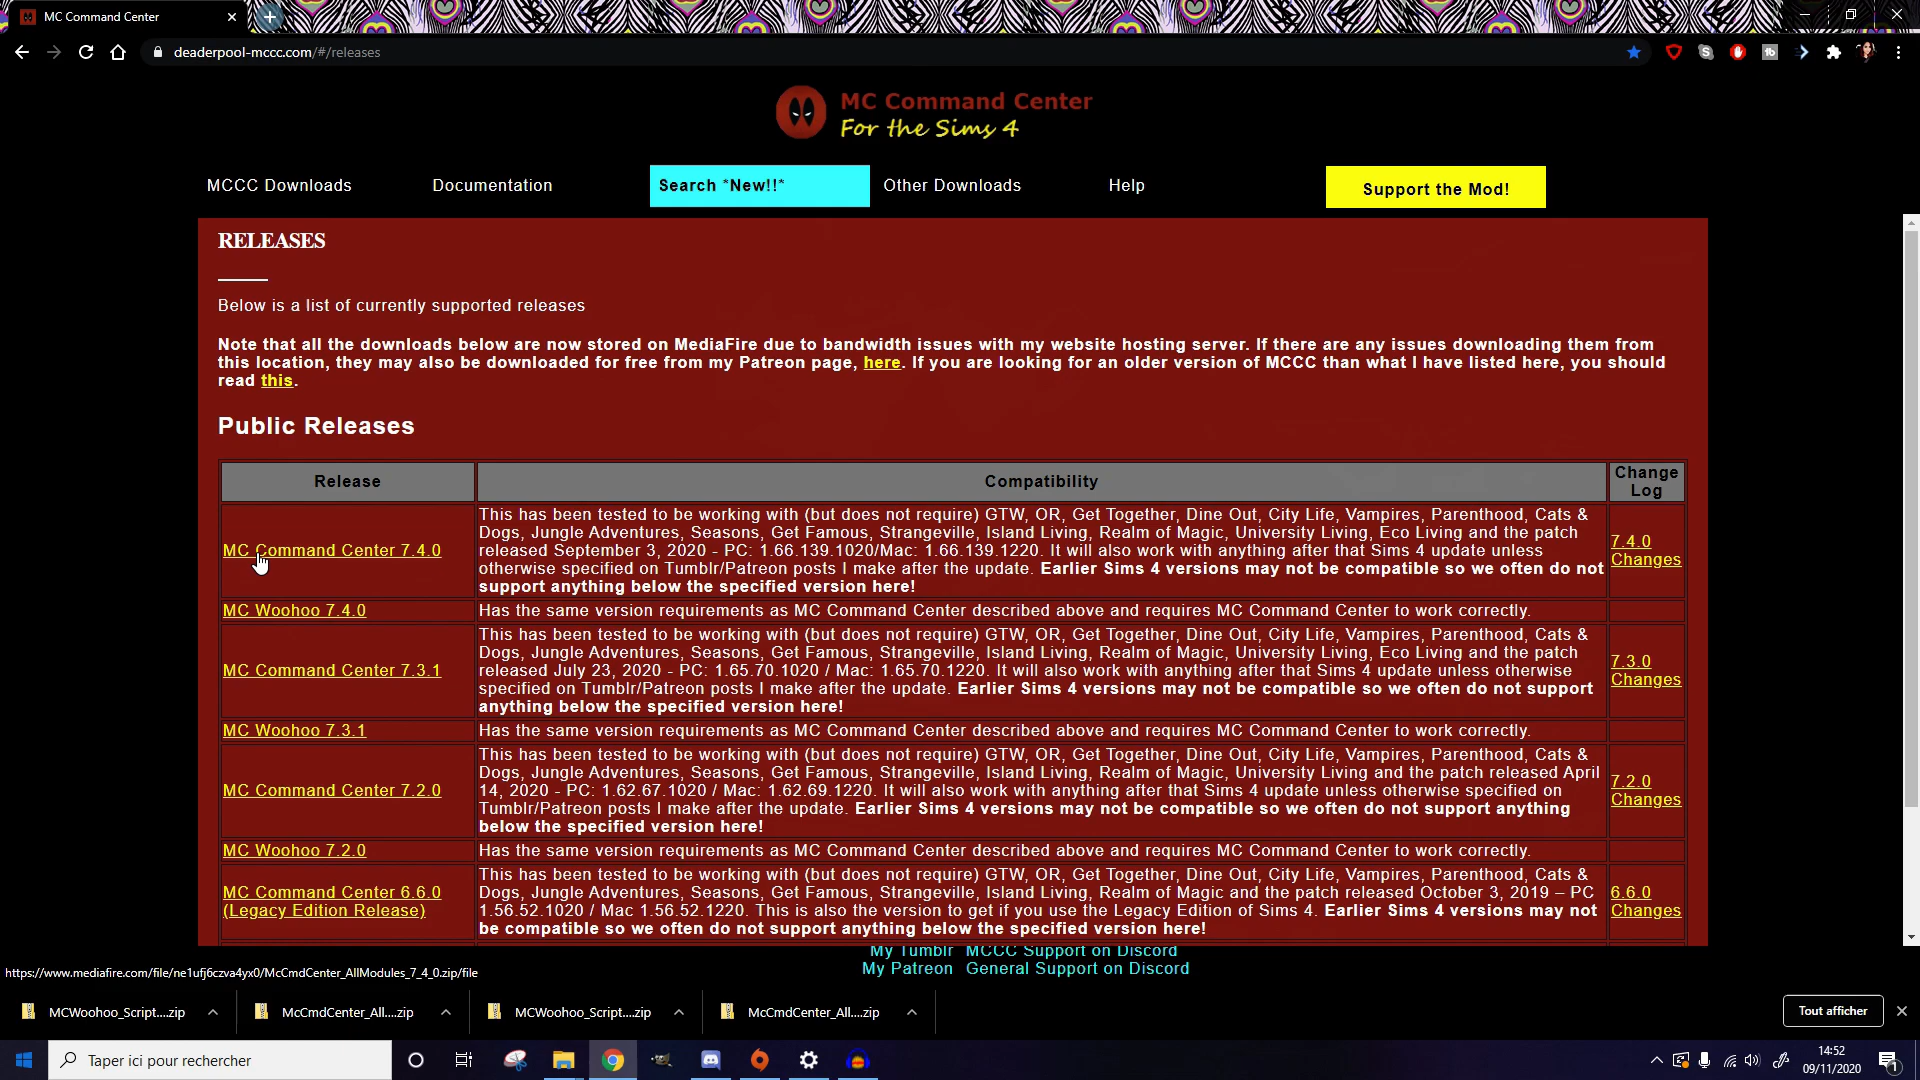 MC Command Center
deaderpool-mccc.com/#/releases
MC Command Center
For the Sims 4
MCCC Downloads
Documentation
Search *New!!*
Other Downloads
Help
Support the Mod!
RELEASES
Below is a list of currently supported releases
Note that all the downloads below are now stored on MediaFire due to bandwidth issues with my website hosting server. If there are any issues downloading them from
this location, they may also be downloaded for free from my Patreon page, here. If you are looking for an older version of MCCC than what I have listed here, you should
read this.
Public Releases
Release
Compatibility
Change
Log
MC Command Center 7.4.0
This has been tested to be working with (but does not require) GTW, OR, Get Together, Dine Out, City Life, Vampires, Parenthood, Cats &
Dogs, Jungle Adventures, Seasons, Get Famous, Strangeville, Island Living, Realm of Magic, University Living, Eco Living and the patch
released September 3, 2020 - PC: 1.66.139.1020/Mac: 1.66.139.1220. It will also work with anything after that Sims 4 update unless
otherwise specified on Tumblr/Patreon posts I make after the update. Earlier Sims 4 versions may not be compatible so we often do not
support anything below the specified version here!
7.4.0
Changes
MC Woohoo 7.4.0
Has the same version requirements as MC Command Center described above and requires MC Command Center to work correctly.
MC Command Center 7.3.1
This has been tested to be working with (but does not require) GTW, OR, Get Together, Dine Out, City Life, Vampires, Parenthood, Cats &
Dogs, Jungle Adventures, Seasons, Get Famous, Strangeville, Island Living, Realm of Magic, University Living, Eco Living and the patch
released July 23, 2020 - PC: 1.65.70.1020 / Mac: 1.65.70.1220. It will also work with anything after that Sims 4 update unless otherwise
specified on Tumblr/Patreon posts I make after the update. Earlier Sims 4 versions may not be compatible so we often do not support
anything below the specified version here!
7.3.0
Changes
MC Woohoo 7.3.1
Has the same version requirements as MC Command Center described above and requires MC Command Center to work correctly.
MC Command Center 7.2.0
This has been tested to be working with (but does not require) GTW, OR, Get Together, Dine Out, City Life, Vampires, Parenthood, Cats &
Dogs, Jungle Adventures, Seasons, Get Famous, Strangeville, Island Living, Realm of Magic, University Living and the patch released April
14, 2020 - PC: 1.62.67.1020 / Mac: 1.62.69.1220. It will also work with anything after that Sims 4 update unless otherwise specified on
Tumblr/Patreon posts I make after the update. Earlier Sims 4 versions may not be compatible so we often do not support anything
below the specified version here!
7.2.0
Changes
MC Woohoo 7.2.0
Has the same version requirements as MC Command Center described above and requires MC Command Center to work correctly.
MC Command Center 6.6.0
(Legacy Edition Release)
This has been tested to be working with (but does not require) GTW, OR, Get Together, Dine Out, City Life, Vampires, Parenthood, Cats &
Dogs, Jungle Adventures, Seasons, Get Famous, Strangeville, Island Living, Realm of Magic and the patch released October 3, 2019 – PC
1.56.52.1020 / Mac 1.56.52.1220. This is also the version to get if you use the Legacy Edition of Sims 4. Earlier Sims 4 versions may not
be compatible so we often do not support anything below the specified version here!
6.6.0
Changes
My Tumblr MCCC Support on Discord
My Patreon General Support on Discord
https://www.mediafire.com/file/ne1ufj6czva4yx0/McCmdCenter_AllModules_7_4_0.zip/file
MCWoohoo_Script....zip
McCmdCenter_All....zip
MCWoohoo_Script....zip
McCmdCenter_All....zip
Tout afficher
Taper ici pour rechercher
14:52
09/11/2020
1